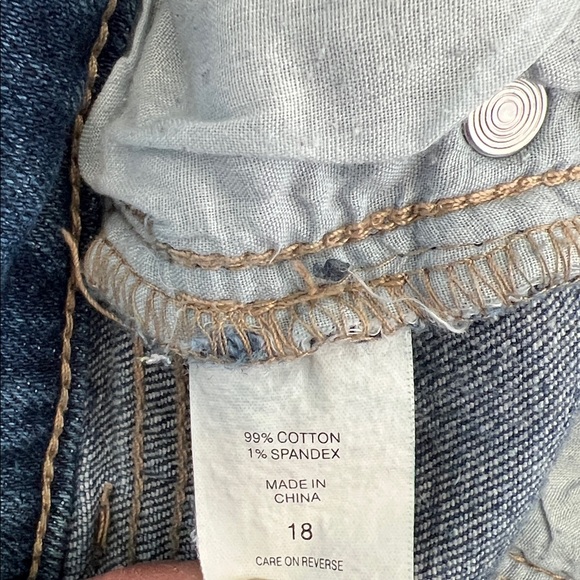 99% COTTON
1% SPANDEX
MADE IN
CHINA
18
CARE ON REVERSE